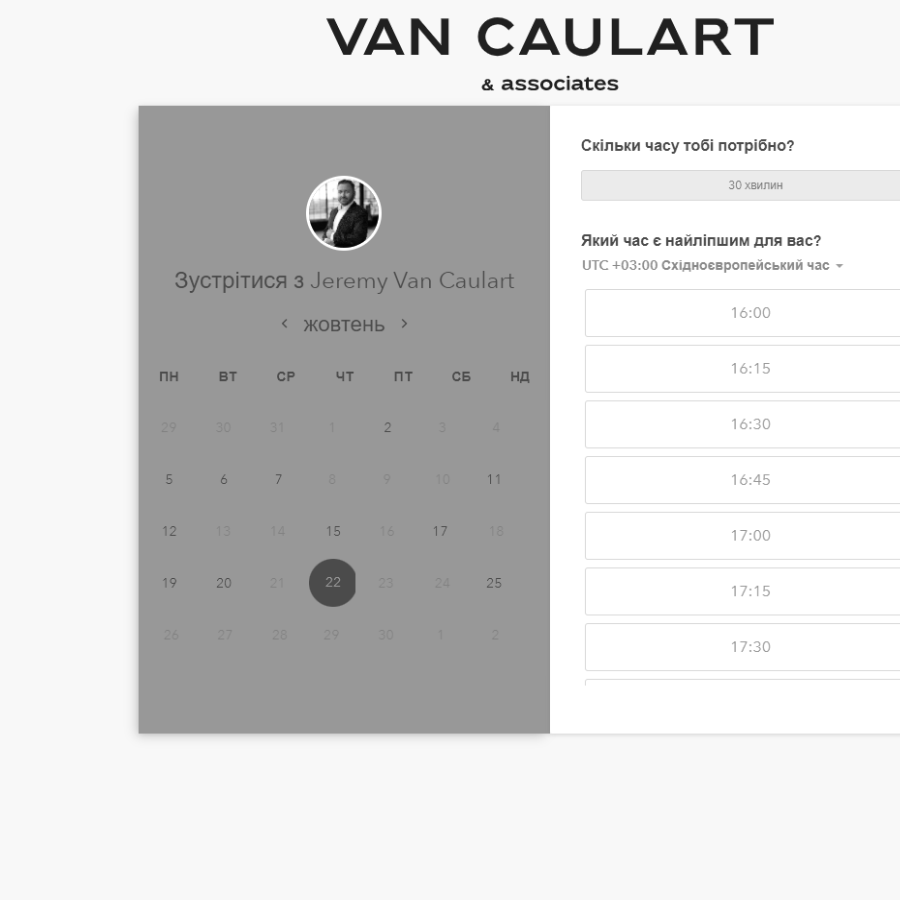 VAN CAULART
& associates
Зустрітися з Jeremy Van Caulart
жовтень
ПН ВТ СР ЧТ ПТ СБ НД
29 30 31 1 2 3 4
5 6 7 8 9 10 11
12 13 14 15 16 17 18
19 20 21 22 23 24 25
26 27 28 29 30 1 2
Скільки часу тобі потрібно?
30 хвилин
Який час є найліпшим для вас?
UTC +03:00 Східноєвропейський час
16:00
16:15
16:30
16:45
17:00
17:15
17:30